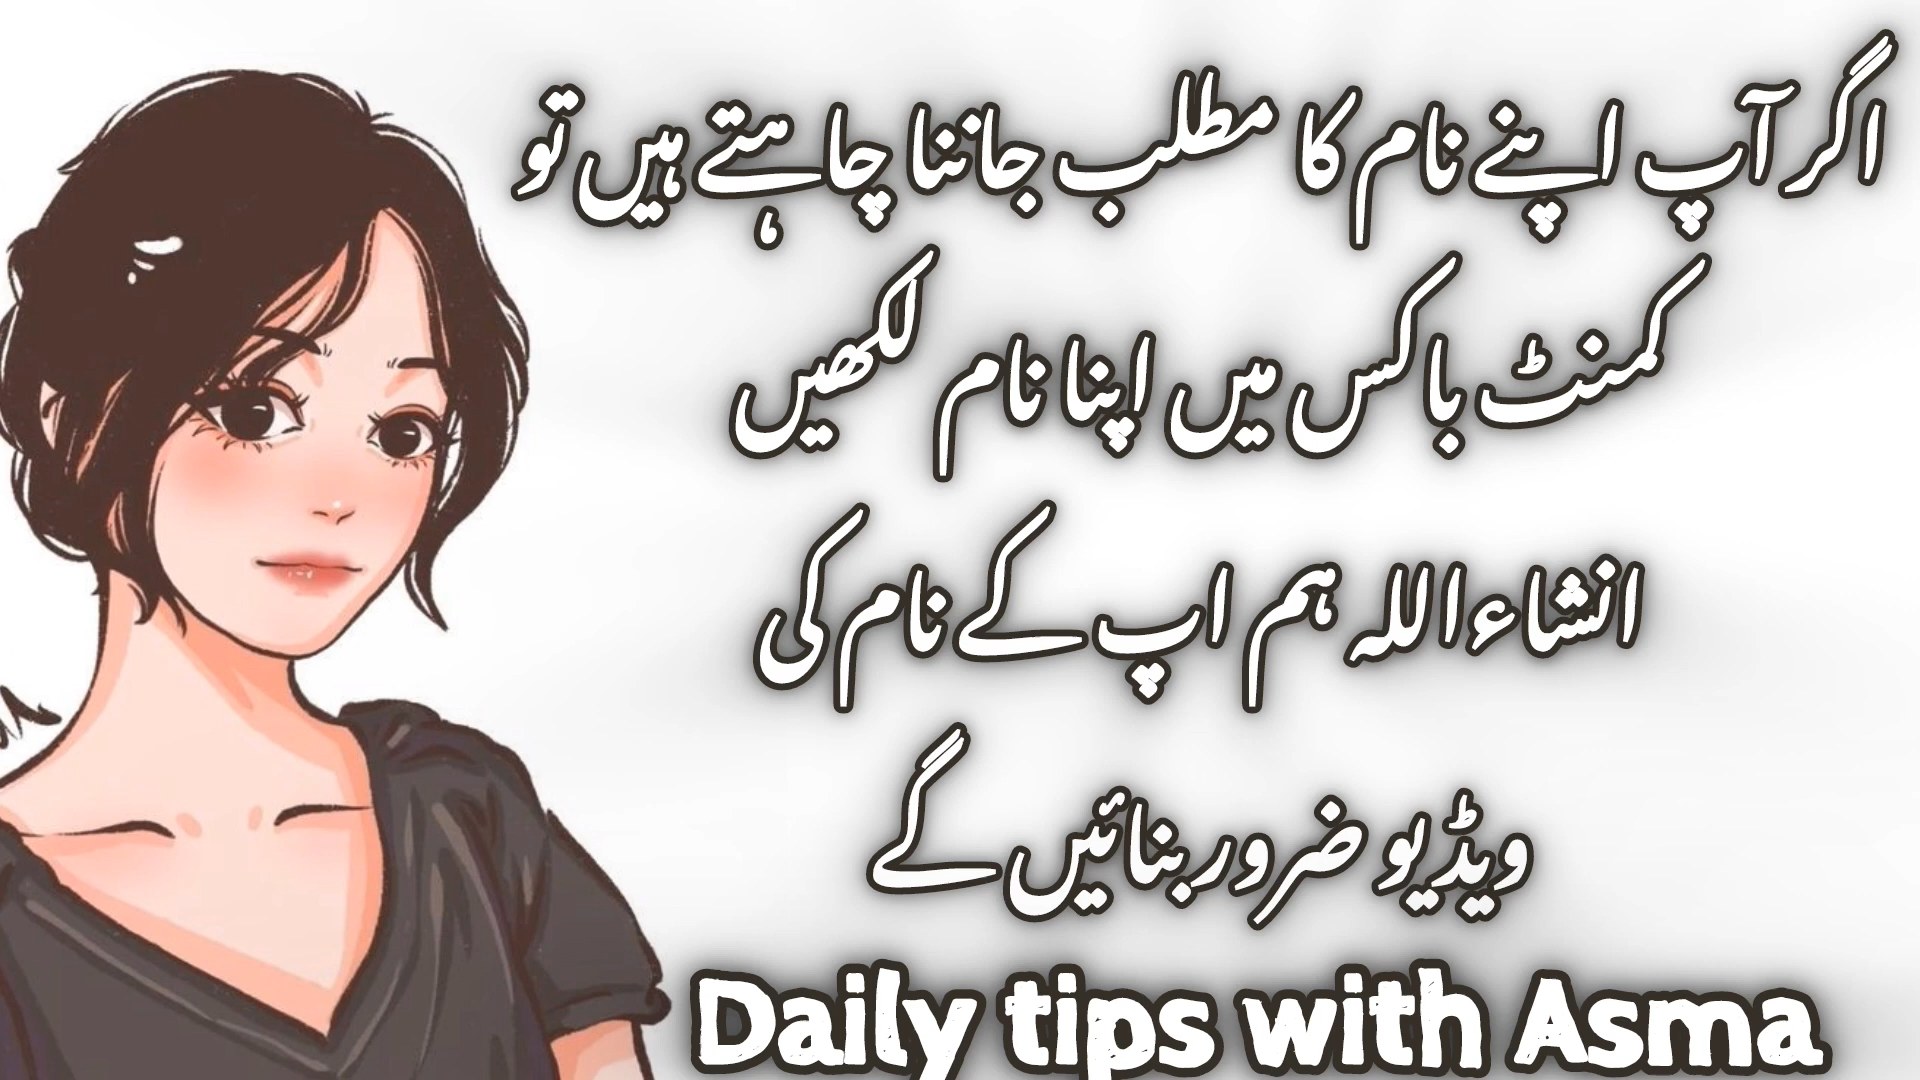 اگر آپ اپنے نام کا مطلب جاننا چاہتے ہیں تو
کمنٹ باکس میں اپنا نام لکھیں
انشاءاللہ ہم اپ کے نام کی
ویڈیو ضرور بنائیں گے
Daily tips with Asma